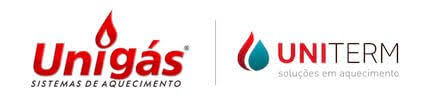 Unigás®
SISTEMAS DE AQUECIMENTO
UNITERM
soluções em aquecimento